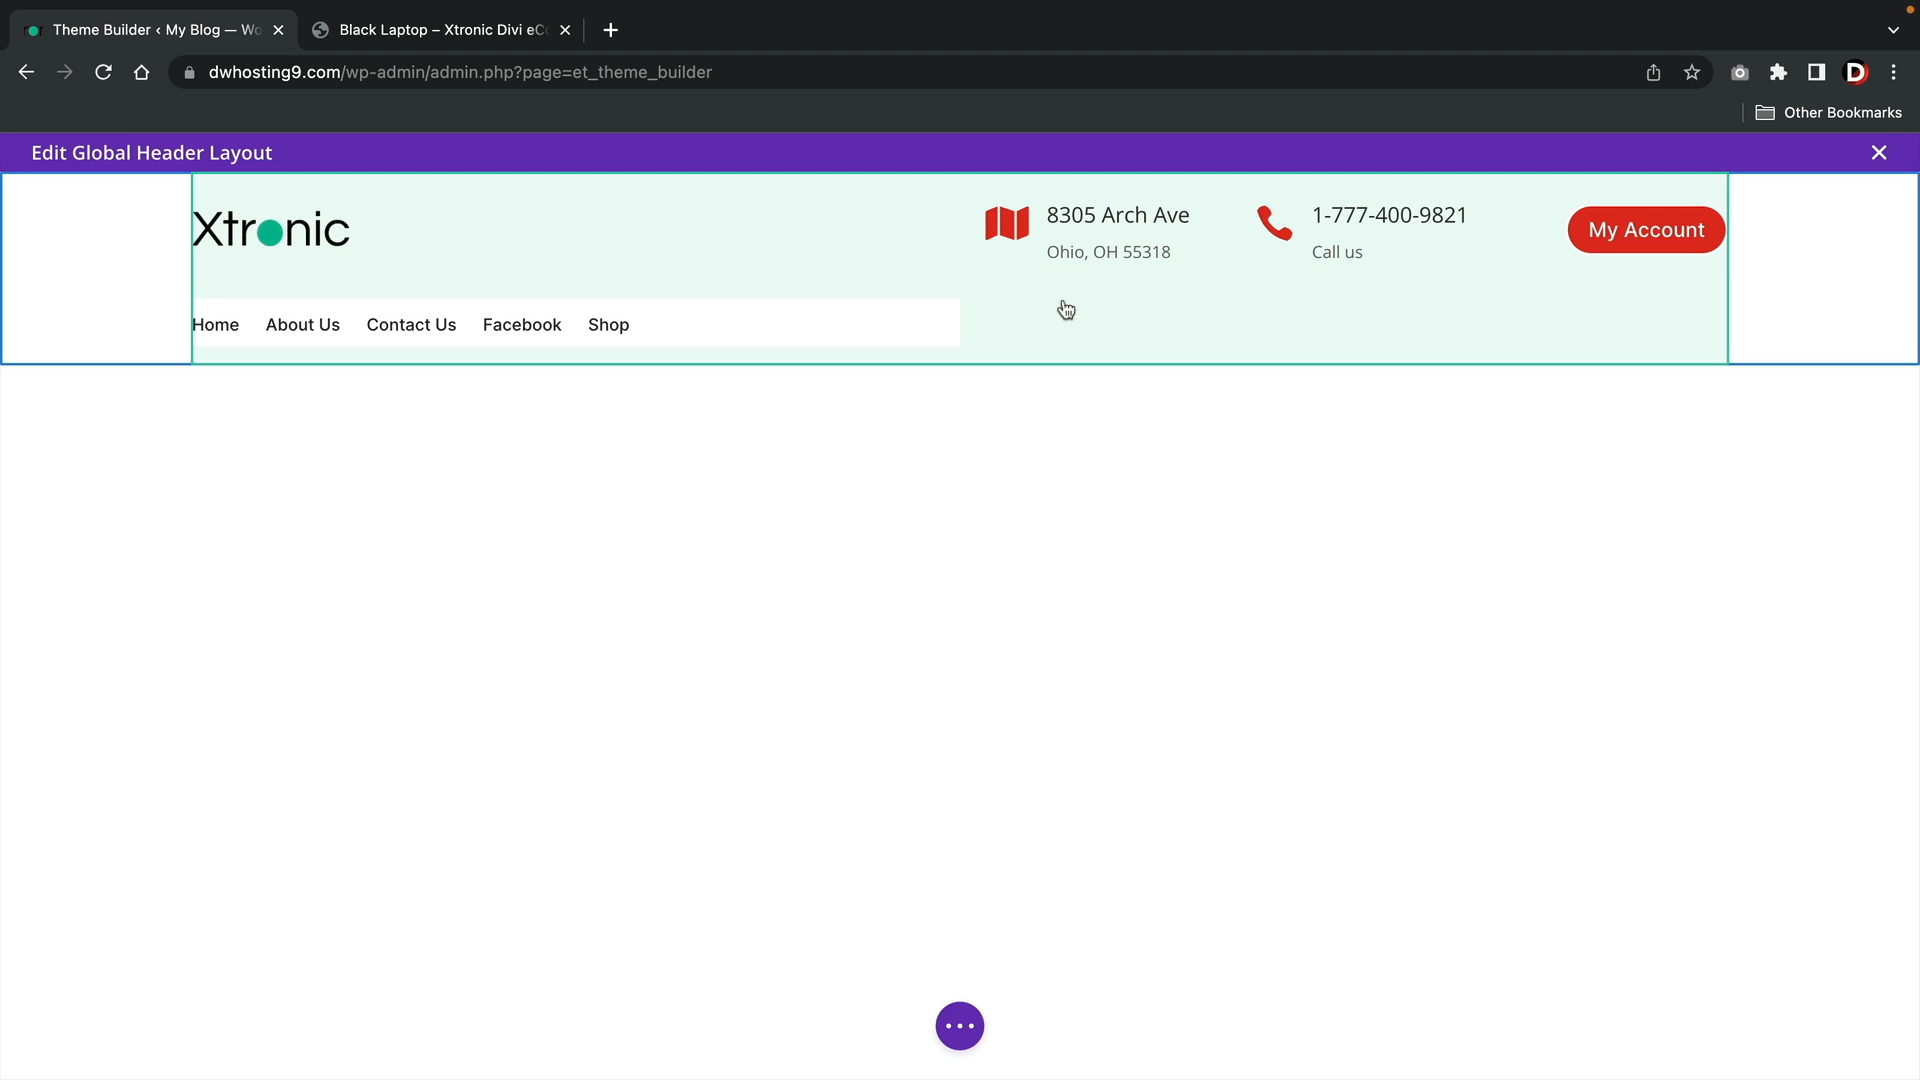 Theme Builder ‹ My Blog — Wo
Black Laptop – Xtronic Divi eCo
dwhosting9.com/wp-admin/admin.php?page=et_theme_builder
Other Bookmarks
Edit Global Header Layout
Xtronic
8305 Arch Ave
Ohio, OH 55318
1-777-400-9821
Call us
My Account
Home About Us Contact Us Facebook Shop